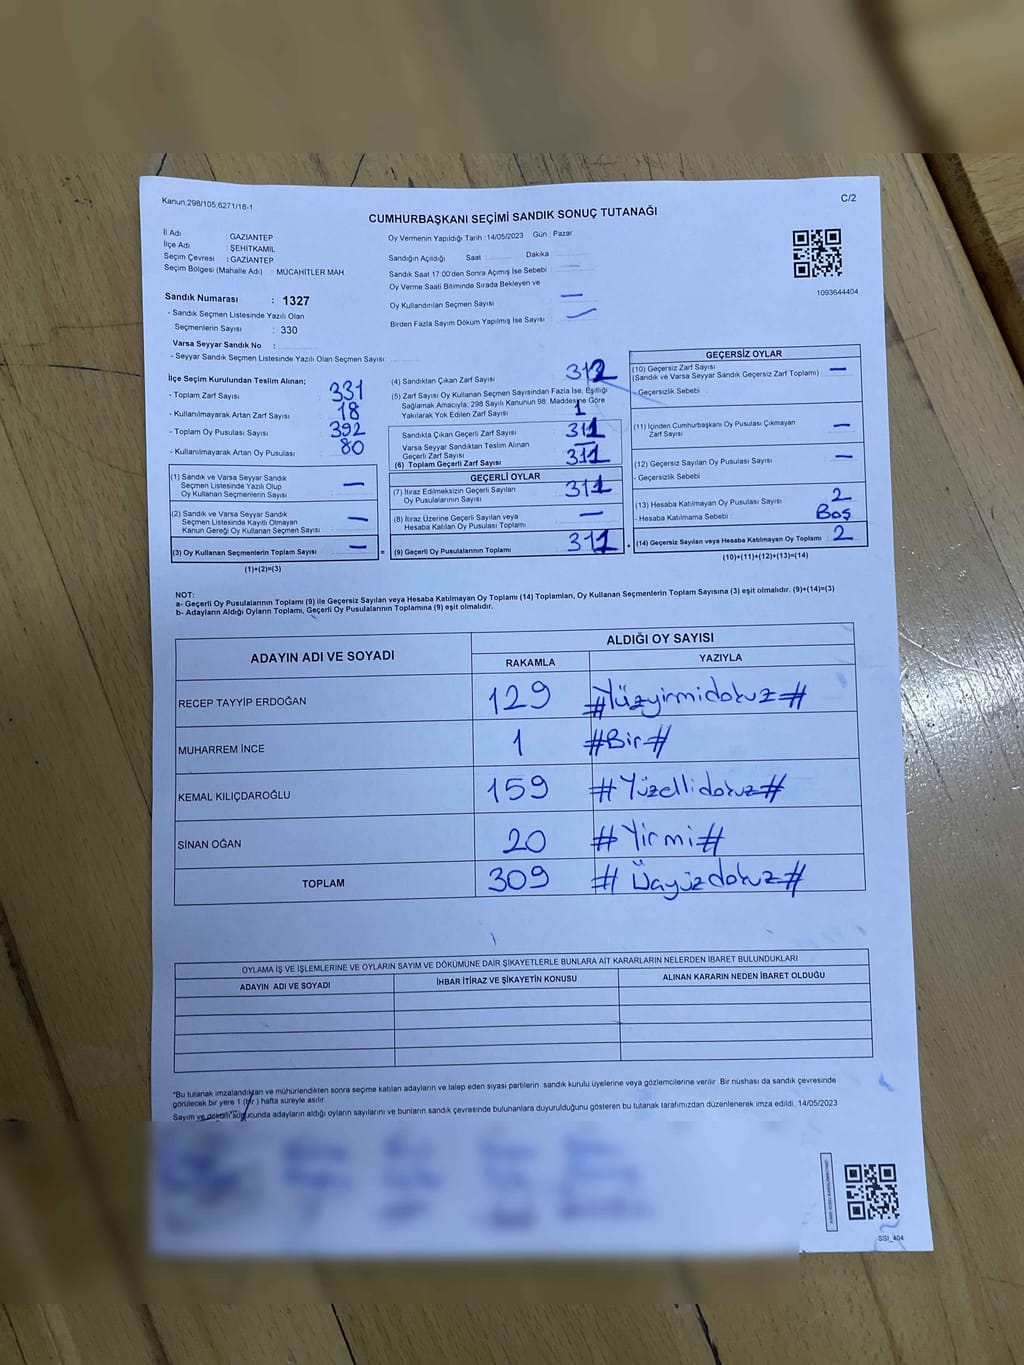 Kanun,298/105,6271/18-1
C/2
CUMHURBAŞKANI SEÇİMİ SANDIK SONUÇ TUTANAĞI
İl Adı : GAZİANTEP
İlçe Adı : ŞEHİTKAMİL
Seçim Çevresi : GAZİANTEP
Seçim Bölgesi (Mahalle Adı) : MÜCAHİTLER MAH.
Sandık Numarası : 1327
- Sandık Seçmen Listesinde Yazılı Olan
Seçmenlerin Sayısı : 330
Varsa Seyyar Sandık No :
- Seyyar Sandık Seçmen Listesinde Yazılı Olan Seçmen Sayısı:
Oy Vermenin Yapıldığı Tarih :14/05/2023 Gün : Pazar
Sandığın Açıldığı Saat Dakika
Sandık Saat 17:00'den Sonra Açımış İse Sebebi : —
Oy Verme Saati Bitiminde Sırada Bekleyen ve
Oy Kullandırılan Seçmen Sayısı —
Birden Fazla Sayım Döküm Yapılmış İse Sayısı : —
1093644404
İlçe Seçim Kurulundan Teslim Alınan;
- Toplam Zarf Sayısı : 331
- Kullanılmayarak Artan Zarf Sayısı : 18
- Toplam Oy Pusulası Sayısı : 392
- Kullanılmayarak Artan Oy Pusulası : 80
(1) Sandık ve Varsa Seyyar Sandık
Seçmen Listesinde Yazılı Olup
Oy Kullanan Seçmenlerin Sayısı —
(2) Sandık ve Varsa Seyyar Sandık
Seçmen Listesinde Kayıtlı Olmayan
Kanun Gereği Oy Kullanan Seçmen Sayısı —
(3) Oy Kullanan Seçmenlerin Toplam Sayısı — =
(1)+(2)=(3)
(4) Sandıktan Çıkan Zarf Sayısı 312
(5) Zarf Sayısı Oy Kullanan Seçmen Sayısından Fazla İse, Eşitliği
Sağlamak Amacıyla, 298 Sayılı Kanunun 98. Maddesine Göre
Yakılarak Yok Edilen Zarf Sayısı 1
Sandıkta Çıkan Geçerli Zarf Sayısı 311
Varsa Seyyar Sandıktan Teslim Alınan
Geçerli Zarf Sayısı —
(6) Toplam Geçerli Zarf Sayısı 311
GEÇERLİ OYLAR
(7) İtiraz Edilmeksizin Geçerli Sayılan
Oy Pusulalarının Sayısı 311
(8) İtiraz Üzerine Geçerli Sayılan veya
Hesaba Katılan Oy Pusulası Toplamı —
(9) Geçerli Oy Pusulalarının Toplamı 311 +
GEÇERSİZ OYLAR
(10) Geçersiz Zarf Sayısı —
(Sandık ve Varsa Seyyar Sandık Geçersiz Zarf Toplamı)
- Geçersizlik Sebebi :
(11) İçinden Cumhurbaşkanı Oy Pusulası Çıkmayan
Zarf Sayısı —
(12) Geçersiz Sayılan Oy Pusulası Sayısı —
- Geçersizlik Sebebi
(13) Hesaba Katılmayan Oy Pusulası Sayısı 2
- Hesaba Katılmama Sebebi : Boş
(14) Geçersiz Sayılan veya Hesaba Katılmayan Oy Toplamı : 2
(10)+(11)+(12)+(13)=(14)
NOT:
a- Geçerli Oy Pusulalarının Toplamı (9) ile Geçersiz Sayılan veya Hesaba Katılmayan Oy Toplamı (14) Toplamları, Oy Kullanan Seçmenlerin Toplam Sayısına (3) eşit olmalıdır. (9)+(14)=(3)
b- Adayların Aldığı Oyların Toplamı, Geçerli Oy Pusulalarının Toplamına (9) eşit olmalıdır.
ADAYIN ADI VE SOYADI
ALDIĞI OY SAYISI
RAKAMLA YAZIYLA
RECEP TAYYİP ERDOĞAN 129 #Yüzyirmidokuz#
MUHARREM İNCE 1 #Bir#
KEMAL KILIÇDAROĞLU 159 #Yüzellidokuz#
SİNAN OĞAN 20 #Yirmi#
TOPLAM 309 # Üçyüzdokuz#
OYLAMA İŞ VE İŞLEMLERİNE VE OYLARIN SAYIM VE DÖKÜMÜNE DAİR ŞİKAYETLERLE BUNLARA AİT KARARLARIN NELERDEN İBARET BULUNDUKLARI
ADAYIN ADI VE SOYADI İHBAR İTİRAZ VE ŞİKAYETİN KONUSU ALINAN KARARIN NEDEN İBARET OLDUĞU
*Bu tutanak imzalandıktan ve mühürlendikten sonra seçime katılan adayların ve talep eden siyasi partilerin sandık kurulu üyelerine veya gözlemcilerine verilir. Bir nüshası da sandık çevresinde
görülecek bir yere 1 (bir ) hafta süreyle asılır.
Sayım ve döküm sonucunda adayların aldığı oyların sayılarını ve bunların sandık çevresinde bulunanlara duyurulduğunu gösteren bu tutanak tarafımızdan düzenlenerek imza edildi. 14/05/2023
SSI_404